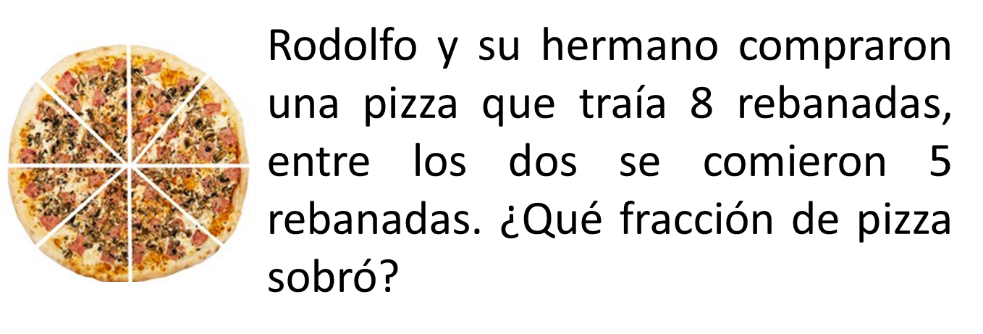 Rodolfo y su hermano compraron
una pizza que traía 8 rebanadas,
entre los dos se comieron 5
rebanadas. ¿Qué fracción de pizza
sobró?